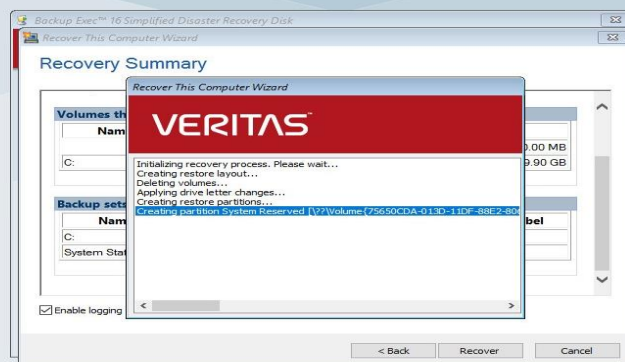 Backup Exec™ 16 Simplified Disaster Recovery Disk
Recover This Computer Wizard
Recovery Summary
Recover This Computer Wizard
VERITAS™
Volumes th
Nam
0.00 MB
C:
9.90 GB
Initializing recovery process. Please wait...
Creating restore layout...
Deleting volumes...
Applying drive letter changes...
Creating restore partitions...
Creating partition System Reserved [\??\Volume{75650CDA-013D-11DF-88E2-806
Backup sets
Nam
bel
C:
System Stat
Enable logging
< Back
Recover
Cancel